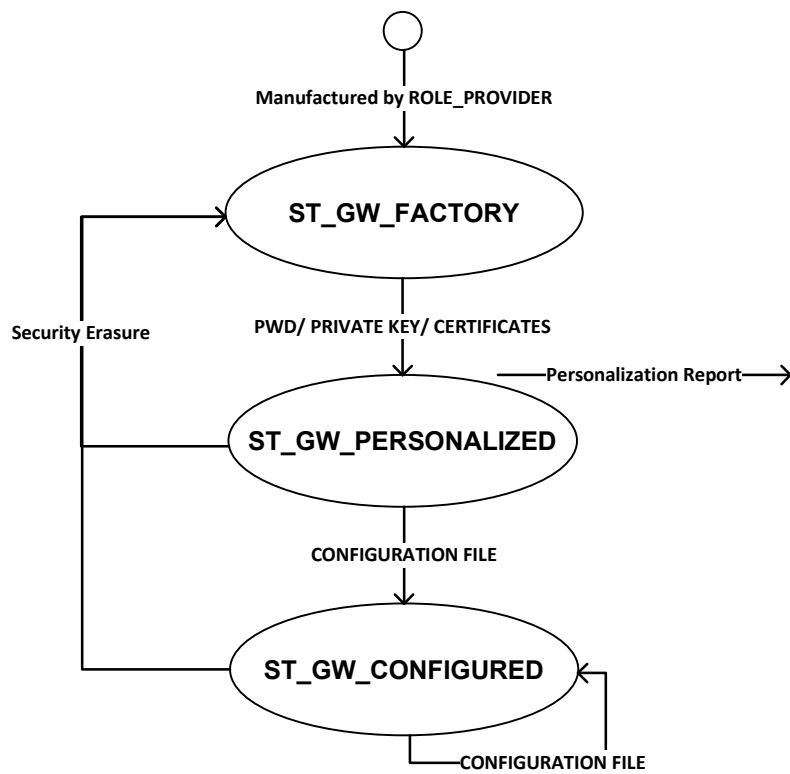 Manufactured by ROLE_PROVIDER
ST_GW_FACTORY
Security Erasure
PWD/ PRIVATE KEY/ CERTIFICATES
Personalization Report
ST_GW_PERSONALIZED
CONFIGURATION FILE
ST_GW_CONFIGURED
CONFIGURATION FILE